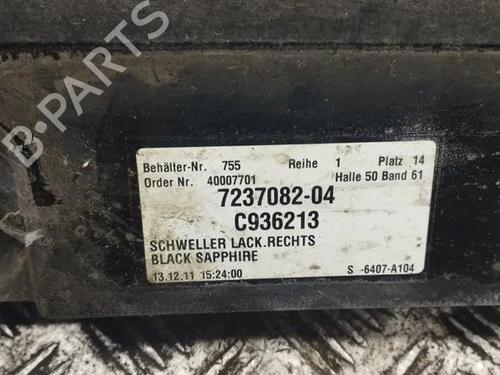 Behälter-Nr. 755 Reihe 1 Platz 14
Order Nr. 40007701 Halle 50 Band 61
7237082-04
C936213
SCHWELLER LACK.RECHTS
BLACK SAPPHIRE
13.12.11 15:24:00 S -6407-A104
B-PARTS